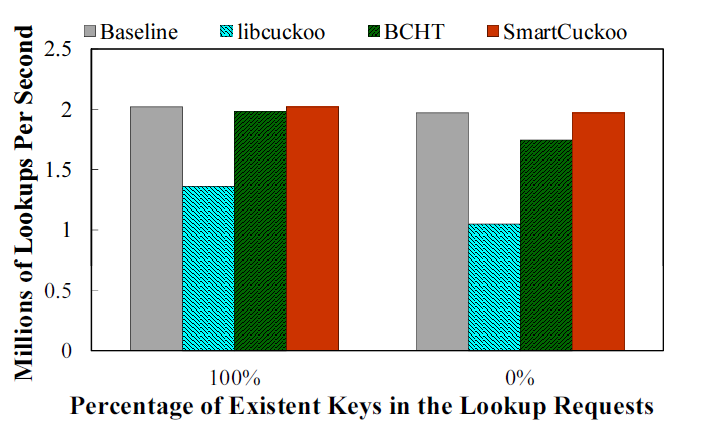 Baseline libcuckoo BCHT SmartCuckoo
Millions of Lookups Per Second
2.5
2
1.5
1
0.5
0
100% 0%
Percentage of Existent Keys in the Lookup Requests